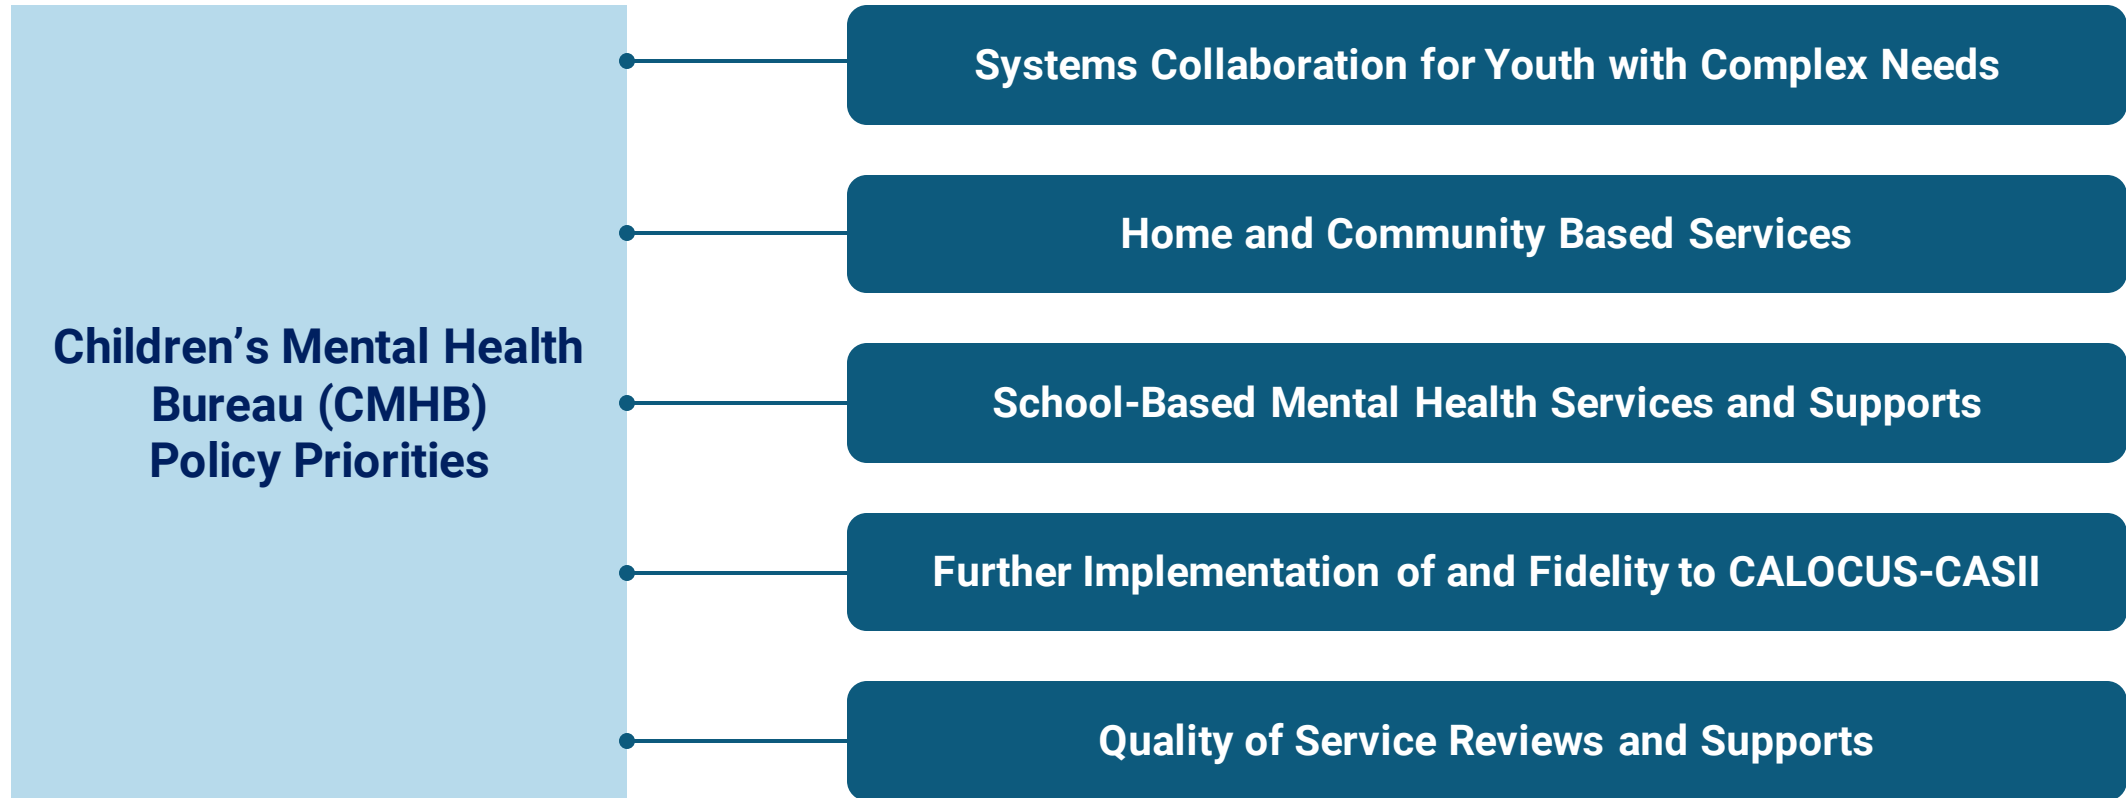 Children’s Mental Health
Bureau (CMHB)
Policy Priorities
Systems Collaboration for Youth with Complex Needs
Home and Community Based Services
School-Based Mental Health Services and Supports
Further Implementation of and Fidelity to CALOCUS-CASII
Quality of Service Reviews and Supports